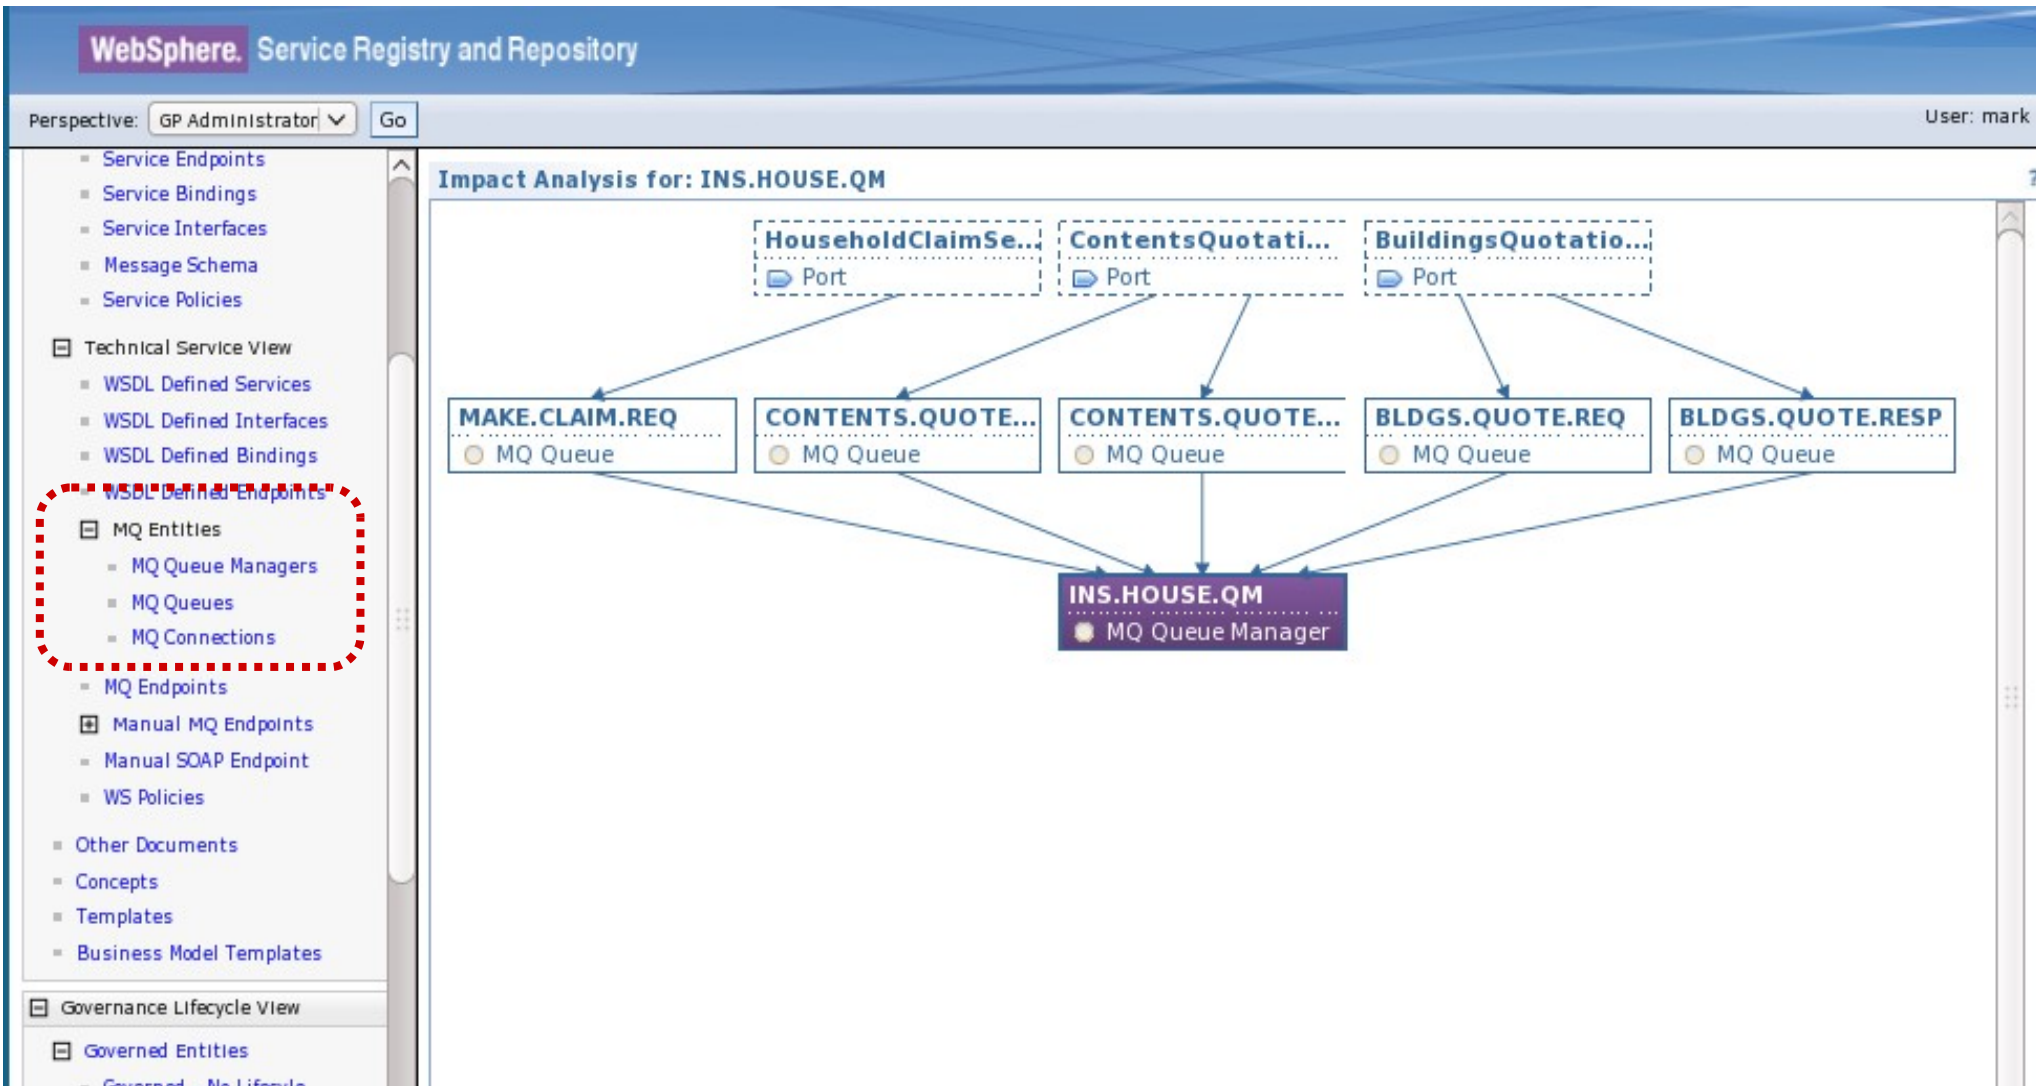 WebSphere. Service Registry and Repository
Perspective: GP Administrator Go
User: mark
Service Endpoints
Service Bindings
Service Interfaces
Message Schema
Service Policies
Technical Service View
WSDL Defined Services
WSDL Defined Interfaces
WSDL Defined Bindings
WSDL Defined Endpoints
MQ Entities
MQ Queue Managers
MQ Queues
MQ Connections
MQ Endpoints
Manual MQ Endpoints
Manual SOAP Endpoint
WS Policies
Other Documents
Concepts
Templates
Business Model Templates
Governance Lifecycle View
Governed Entities
Impact Analysis for: INS.HOUSE.QM
?
HouseholdClaimSe... ContentsQuotati... BuildingsQuotatio...
Port Port Port
MAKE.CLAIM.REQ CONTENTS.QUOTE... CONTENTS.QUOTE... BLDGS.QUOTE.REQ BLDGS.QUOTE.RESP
MQ Queue MQ Queue MQ Queue MQ Queue MQ Queue
INS.HOUSE.QM
MQ Queue Manager